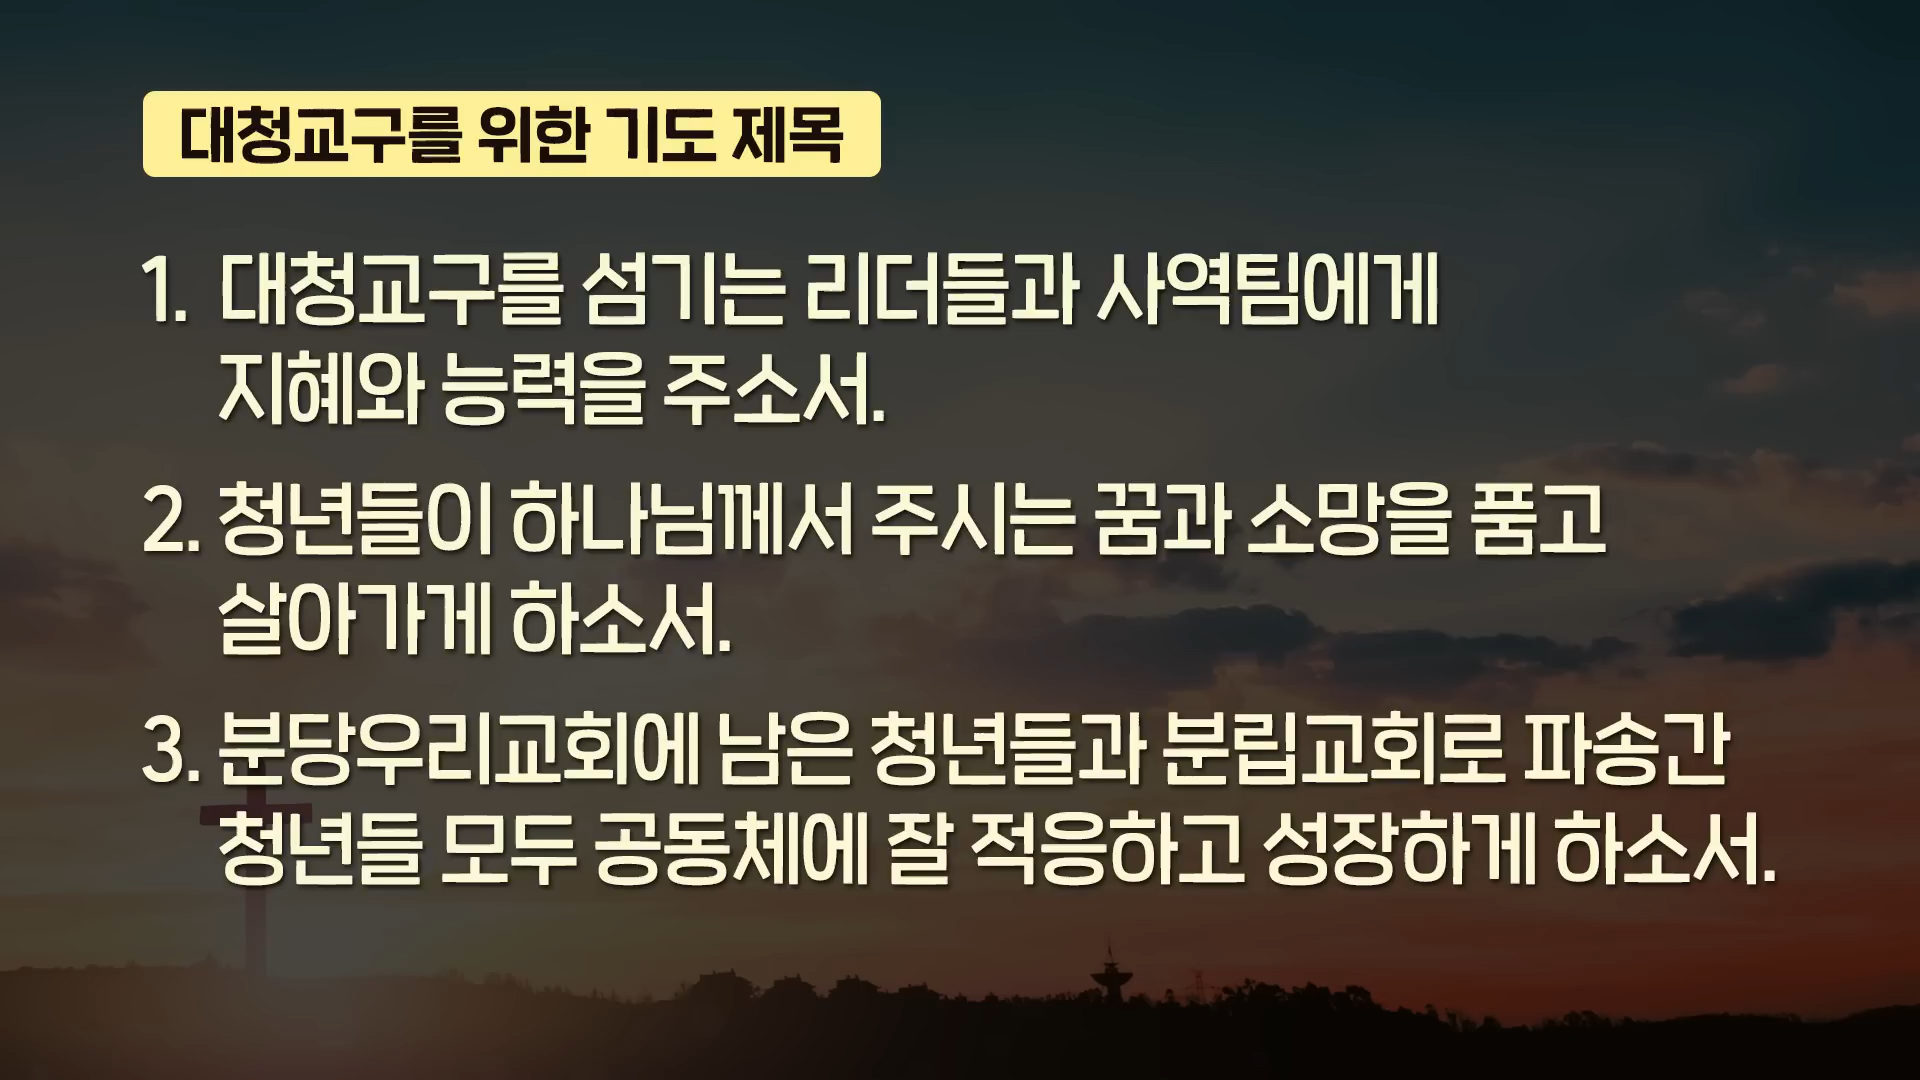 대청교구를 위한 기도 제목
1. 대청교구를 섬기는 리더들과 사역팀에게
지혜와 능력을 주소서.
2. 청년들이 하나님께서 주시는 꿈과 소망을 품고
살아가게 하소서.
3. 분당우리교회에 남은 청년들과 분립교회로 파송간
청년들 모두 공동체에 잘 적응하고 성장하게 하소서.